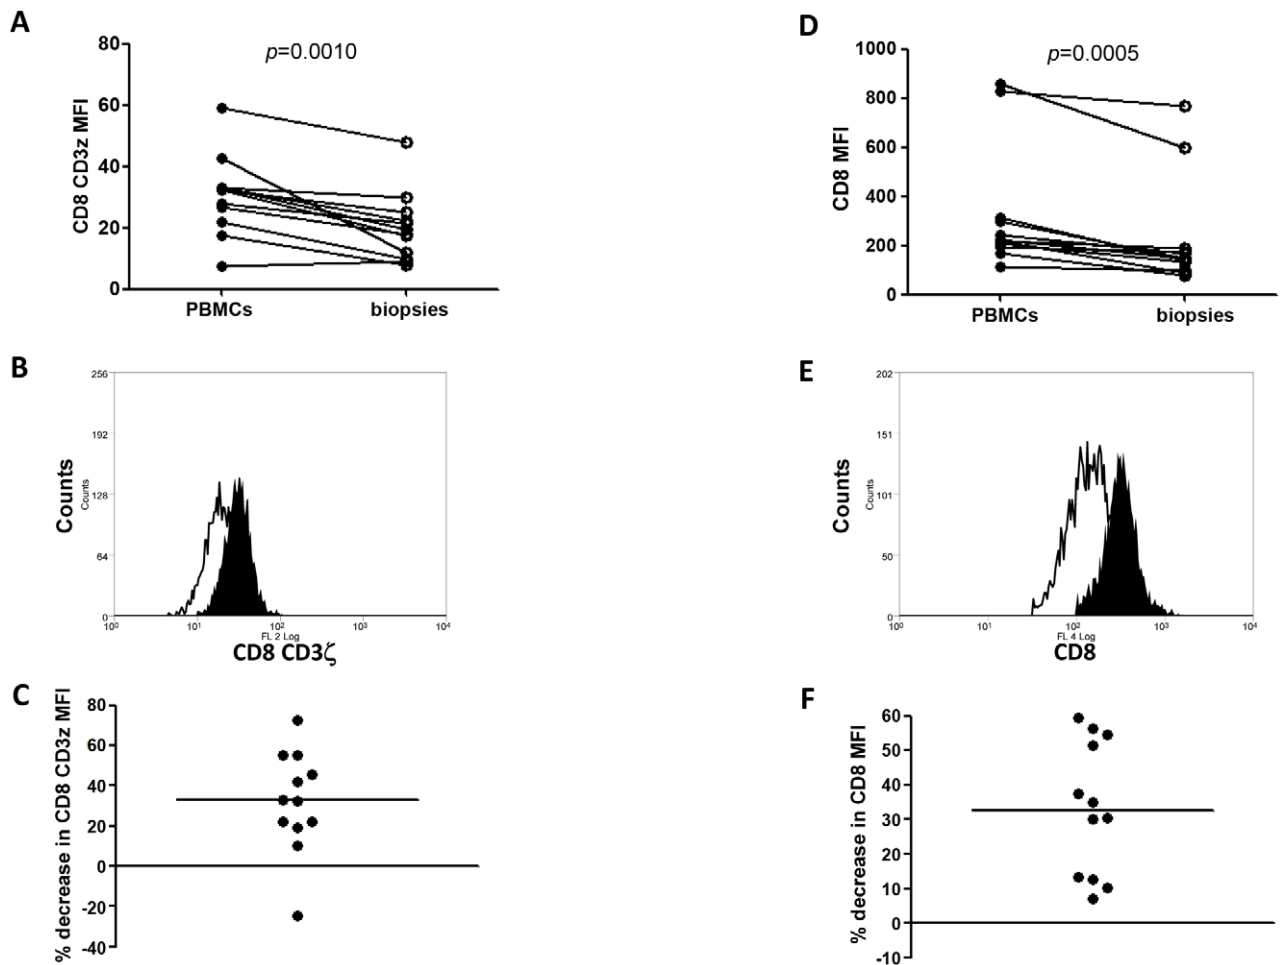 A
p=0.0010
CD8 CD3z MFI
80
60
40
20
0
PBMCs
biopsies
D
p=0.0005
CD8 MFI
1000
800
600
400
200
0
PBMCs
biopsies
B
Counts
Counts
256
192
128
64
0
10⁰
10¹
10²
10³
10⁴
FL 2 Log
CD8 CD3ζ
E
Counts
Counts
202
151
101
50
0
10⁰
10¹
10²
10³
10⁴
FL 4 Log
CD8
C
% decrease in CD8 CD3z MFI
80
60
40
20
0
-20
-40
F
% decrease in CD8 MFI
60
50
40
30
20
10
0
-10